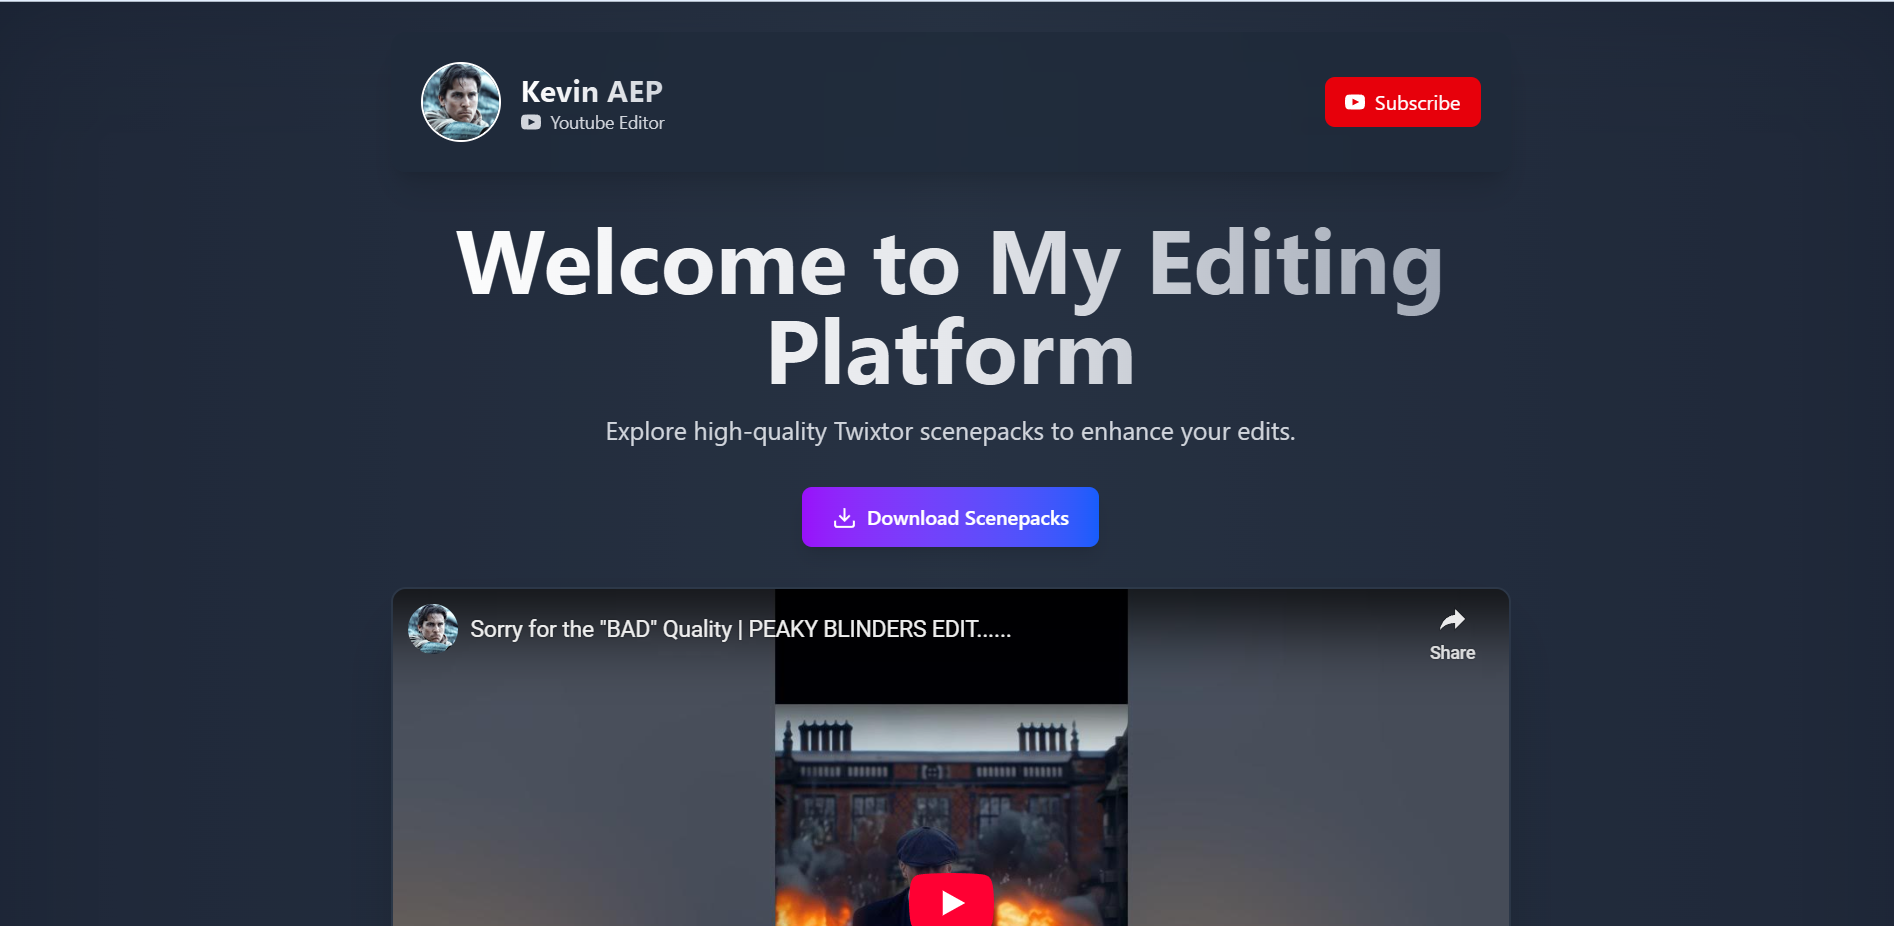 Kevin AEP
Youtube Editor
Subscribe
Welcome to My Editing
Platform
Explore high-quality Twixtor scenepacks to enhance your edits.
Download Scenepacks
Sorry for the "BAD" Quality | PEAKY BLINDERS EDIT......
Share